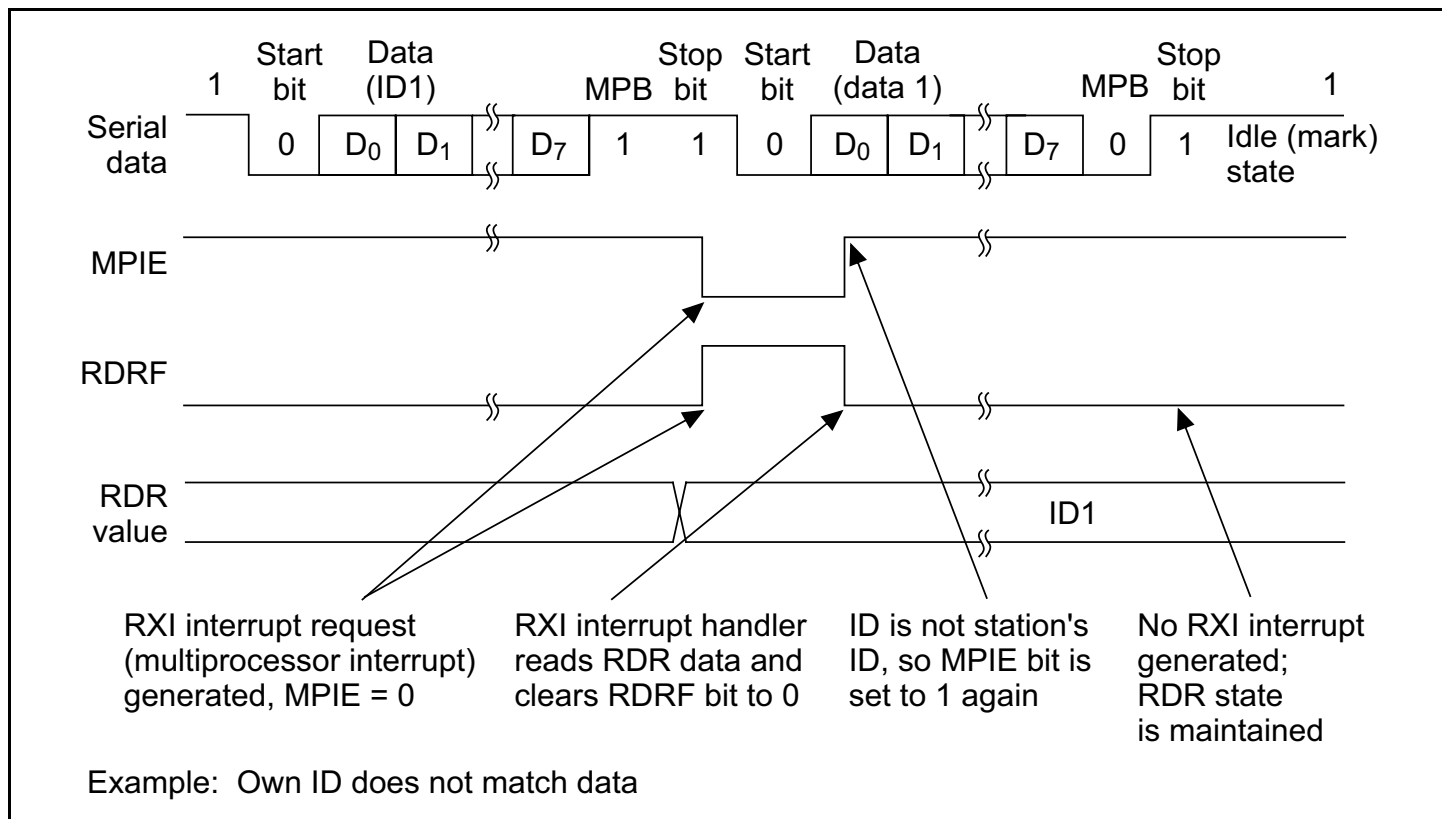 Start bit Data (ID1) Stop bit Start bit Data (data 1) Stop bit
1 MPB MPB 1
Serial data 0 D0 D1 D7 1 1 0 D0 D1 D7 0 1 Idle (mark) state
MPIE
RDRF
RDR value ID1
RXI interrupt request
(multiprocessor interrupt)
generated, MPIE = 0
RXI interrupt handler
reads RDR data and
clears RDRF bit to 0
ID is not station's
ID, so MPIE bit is
set to 1 again
No RXI interrupt
generated;
RDR state
is maintained
Example: Own ID does not match data